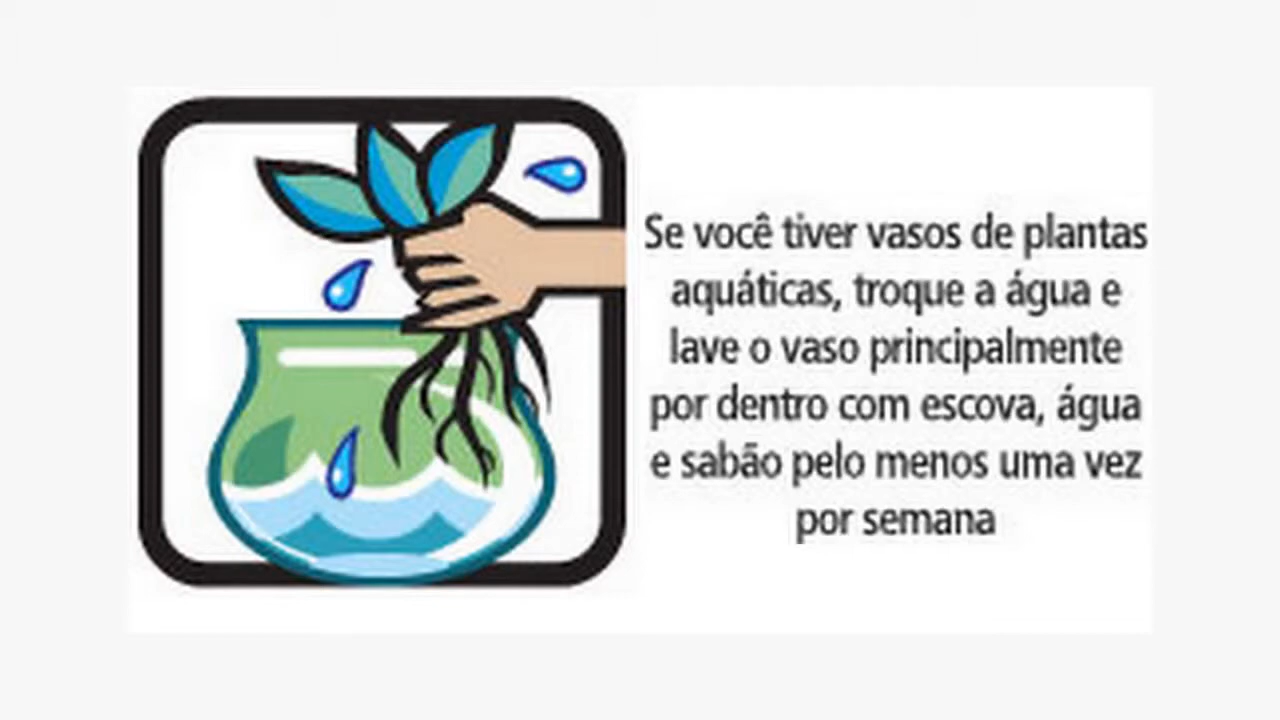 Se você tiver vasos de plantas
aquáticas, troque a água e
lave o vaso principalmente
por dentro com escova, água
e sabão pelo menos uma vez
por semana